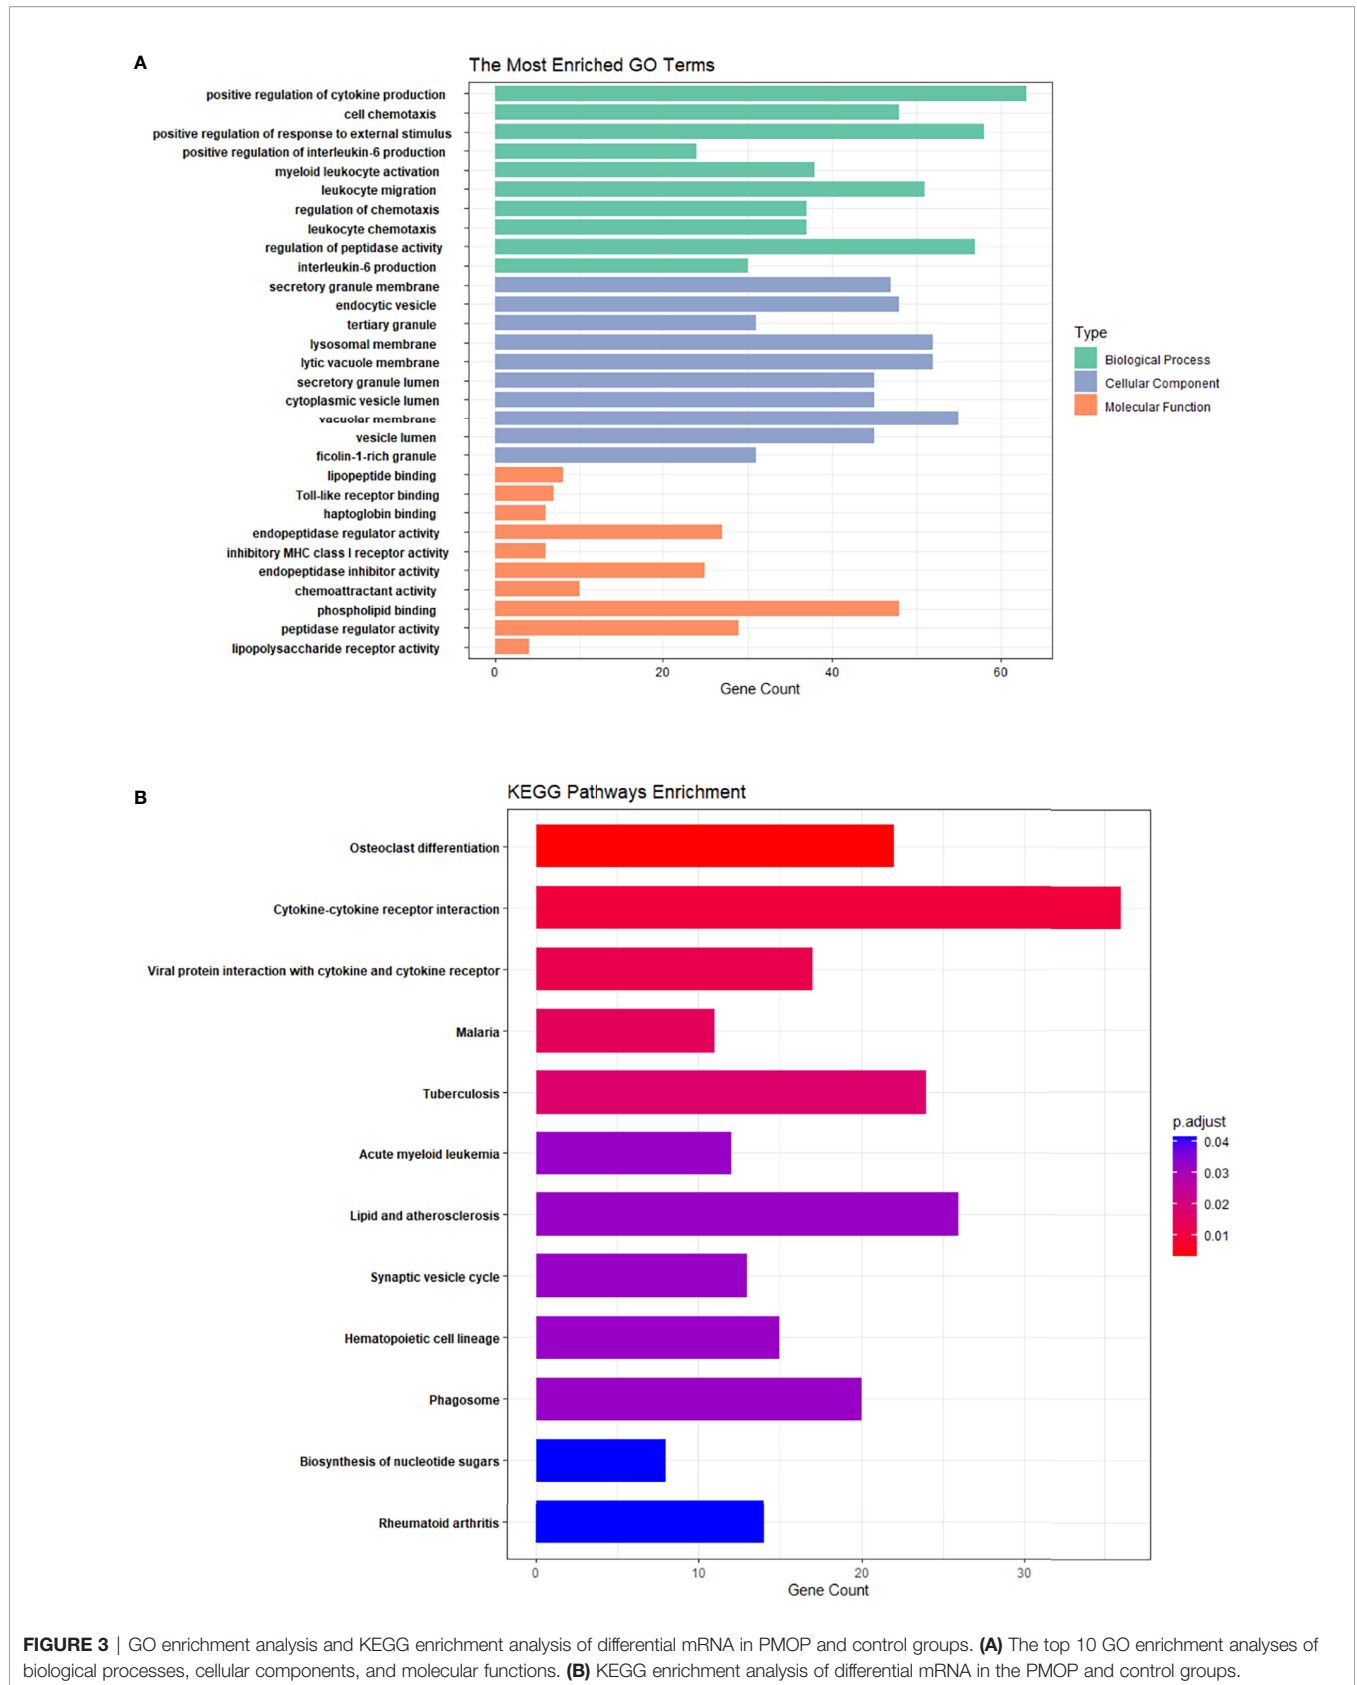 A
The Most Enriched GO Terms
positive regulation of cytokine production
cell chemotaxis
positive regulation of response to external stimulus
positive regulation of interleukin-6 production
myeloid leukocyte activation
leukocyte migration
regulation of chemotaxis
leukocyte chemotaxis
regulation of peptidase activity
interleukin-6 production
secretory granule membrane
endocytic vesicle
tertiary granule
lysosomal membrane
lytic vacuole membrane
secretory granule lumen
cytoplasmic vesicle lumen
vacuolar membrane
vesicle lumen
ficolin-1-rich granule
lipopeptide binding
Toll-like receptor binding
haptoglobin binding
endopeptidase regulator activity
inhibitory MHC class I receptor activity
endopeptidase inhibitor activity
chemoattractant activity
phospholipid binding
peptidase regulator activity
lipopolysaccharide receptor activity
0 20 40 60
Gene Count
Type
Biological Process
Cellular Component
Molecular Function
B
KEGG Pathways Enrichment
Osteoclast differentiation
Cytokine-cytokine receptor interaction
Viral protein interaction with cytokine and cytokine receptor
Malaria
Tuberculosis
Acute myeloid leukemia
Lipid and atherosclerosis
Synaptic vesicle cycle
Hematopoietic cell lineage
Phagosome
Biosynthesis of nucleotide sugars
Rheumatoid arthritis
0 10 20 30
Gene Count
p.adjust
0.04
0.03
0.02
0.01
FIGURE 3 | GO enrichment analysis and KEGG enrichment analysis of differential mRNA in PMOP and control groups. (A) The top 10 GO enrichment analyses of
biological processes, cellular components, and molecular functions. (B) KEGG enrichment analysis of differential mRNA in the PMOP and control groups.